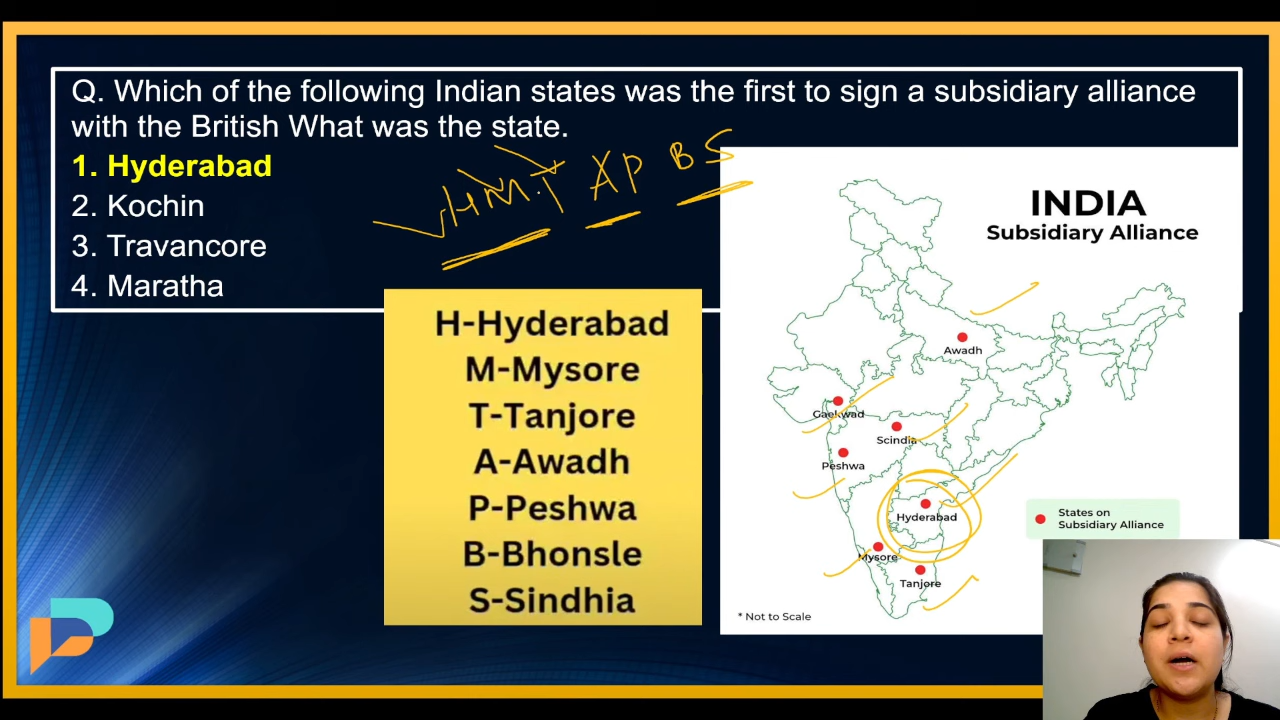 Q. Which of the following Indian states was the first to sign a subsidiary alliance
with the British What was the state.
1. Hyderabad
2. Kochin
3. Travancore
4. Maratha
HMT AP BS
H-Hyderabad
M-Mysore
T-Tanjore
A-Awadh
P-Peshwa
B-Bhonsle
S-Sindhia
INDIA
Subsidiary Alliance
Awadh
Gaekwad
Scindia
Peshwa
Hyderabad
Mysore
Tanjore
States on
Subsidiary Alliance
* Not to Scale